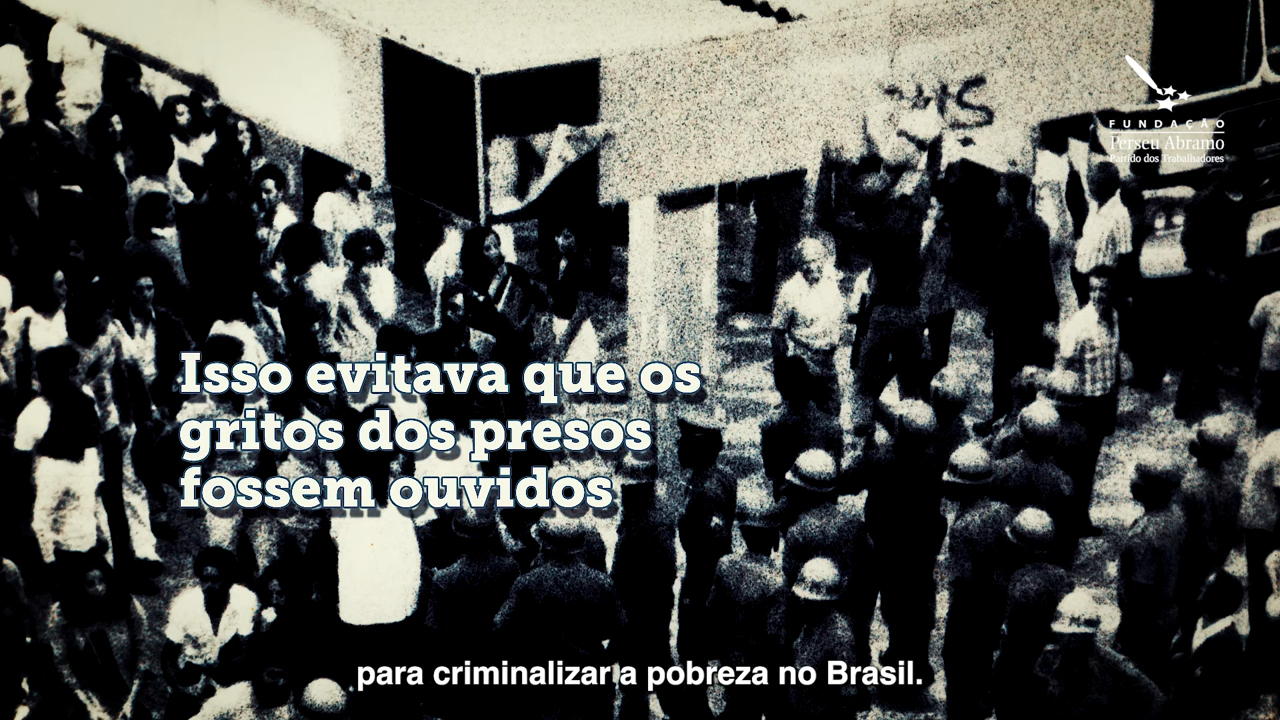 FUNDAÇÃO
Perseu Abramo
Partido dos Trabalhadores
Isso evitava que os
gritos dos presos
fossem ouvidos
para criminalizar a pobreza no Brasil.